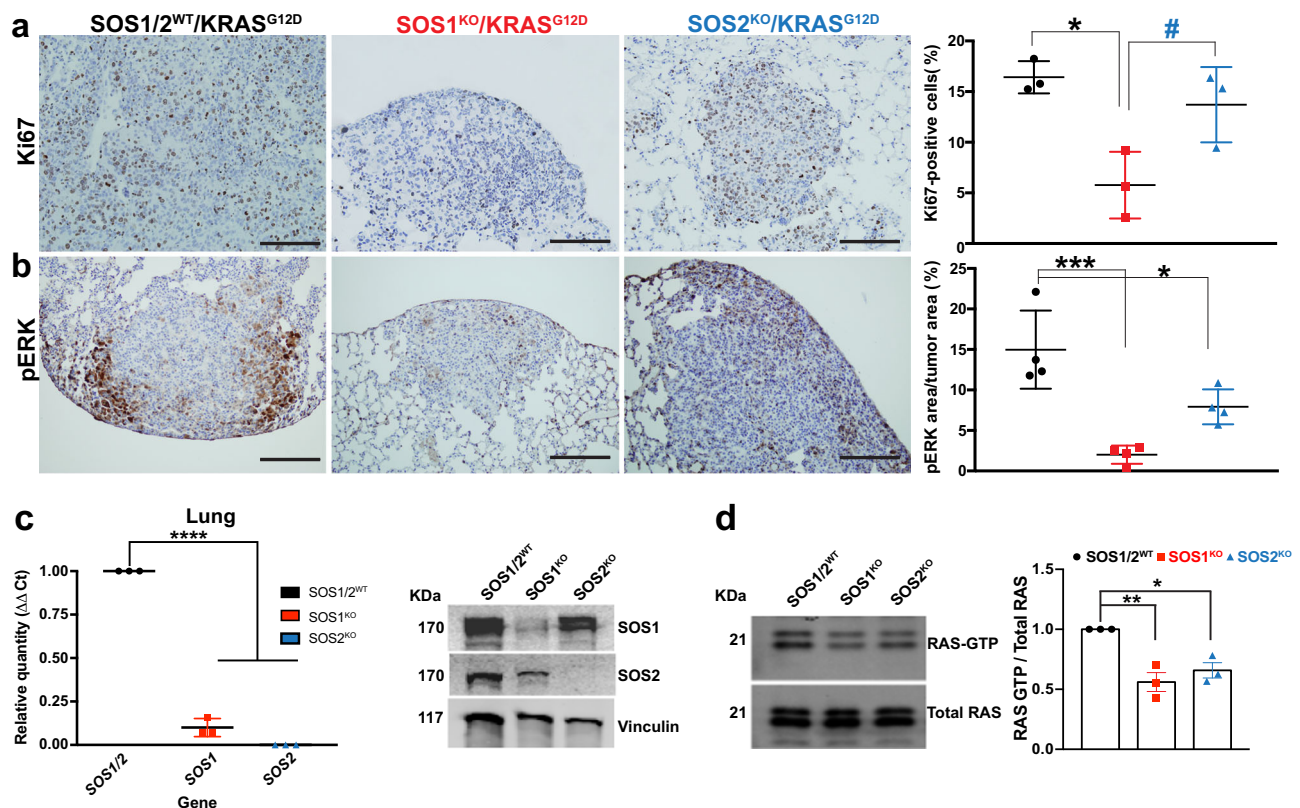 a
SOS1/2WT/KRASG12D
SOS1KO/KRASG12D
SOS2KO/KRASG12D
Ki67
Ki67-positive cells( %)
20
15
10
5
0
*
#
b
pERK
pERK area/tumor area (%)
25
20
15
10
5
0
***
*
c
Lung
****
Relative quantity (ΔΔ Ct)
1.00
0.75
0.50
0.25
0.00
SOS1/2WT
SOS1KO
SOS2KO
SOS1/2
SOS1
SOS2
Gene
KDa
SOS1/2WT
SOS1KO
SOS2KO
170
SOS1
170
SOS2
117
Vinculin
d
KDa
SOS1/2WT
SOS1KO
SOS2KO
21
RAS-GTP
21
Total RAS
SOS1/2WT SOS1KO SOS2KO
RAS GTP / Total RAS
1.5
1.0
0.5
0.0
**
*